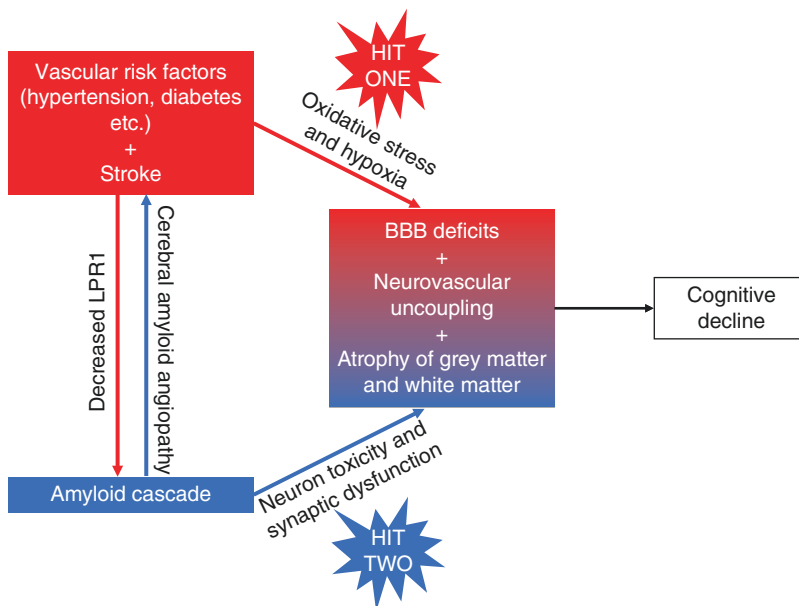 HIT
ONE
Vascular risk factors
(hypertension, diabetes
etc.)
+
Stroke
Oxidative stress
and hypoxia
Decreased LPR1
Cerebral amyloid angiopathy
BBB deficits
+
Neurovascular
uncoupling
+
Atrophy of grey matter
and white matter
Cognitive
decline
Amyloid cascade
Neuron toxicity and
synaptic dysfunction
HIT
TWO